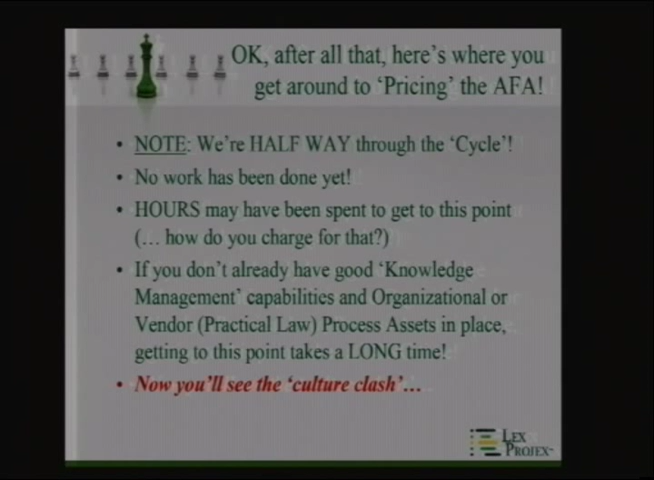 OK, after all that, here's where you
get around to 'Pricing' the AFA!
• NOTE: We're HALF WAY through the 'Cycle'!
• No work has been done yet!
• HOURS may have been spent to get to this point
(… how do you charge for that?)
• If you don't already have good 'Knowledge
Management' capabilities and Organizational or
Vendor (Practical Law) Process Assets in place,
getting to this point takes a LONG time!
• Now you'll see the 'culture clash'…
LEX
PROJEX